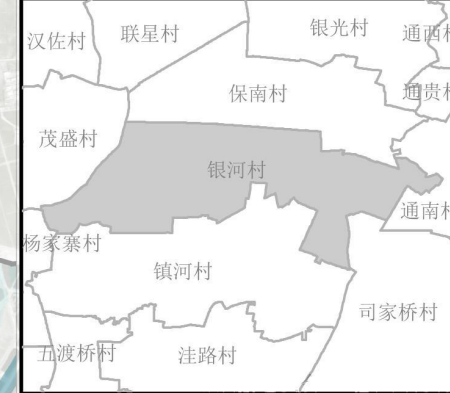 汉佐村
联星村
银光村
通西村
保南村
通贵村
茂盛村
银河村
通南村
杨家寨村
镇河村
司家桥村
五渡桥村
洼路村